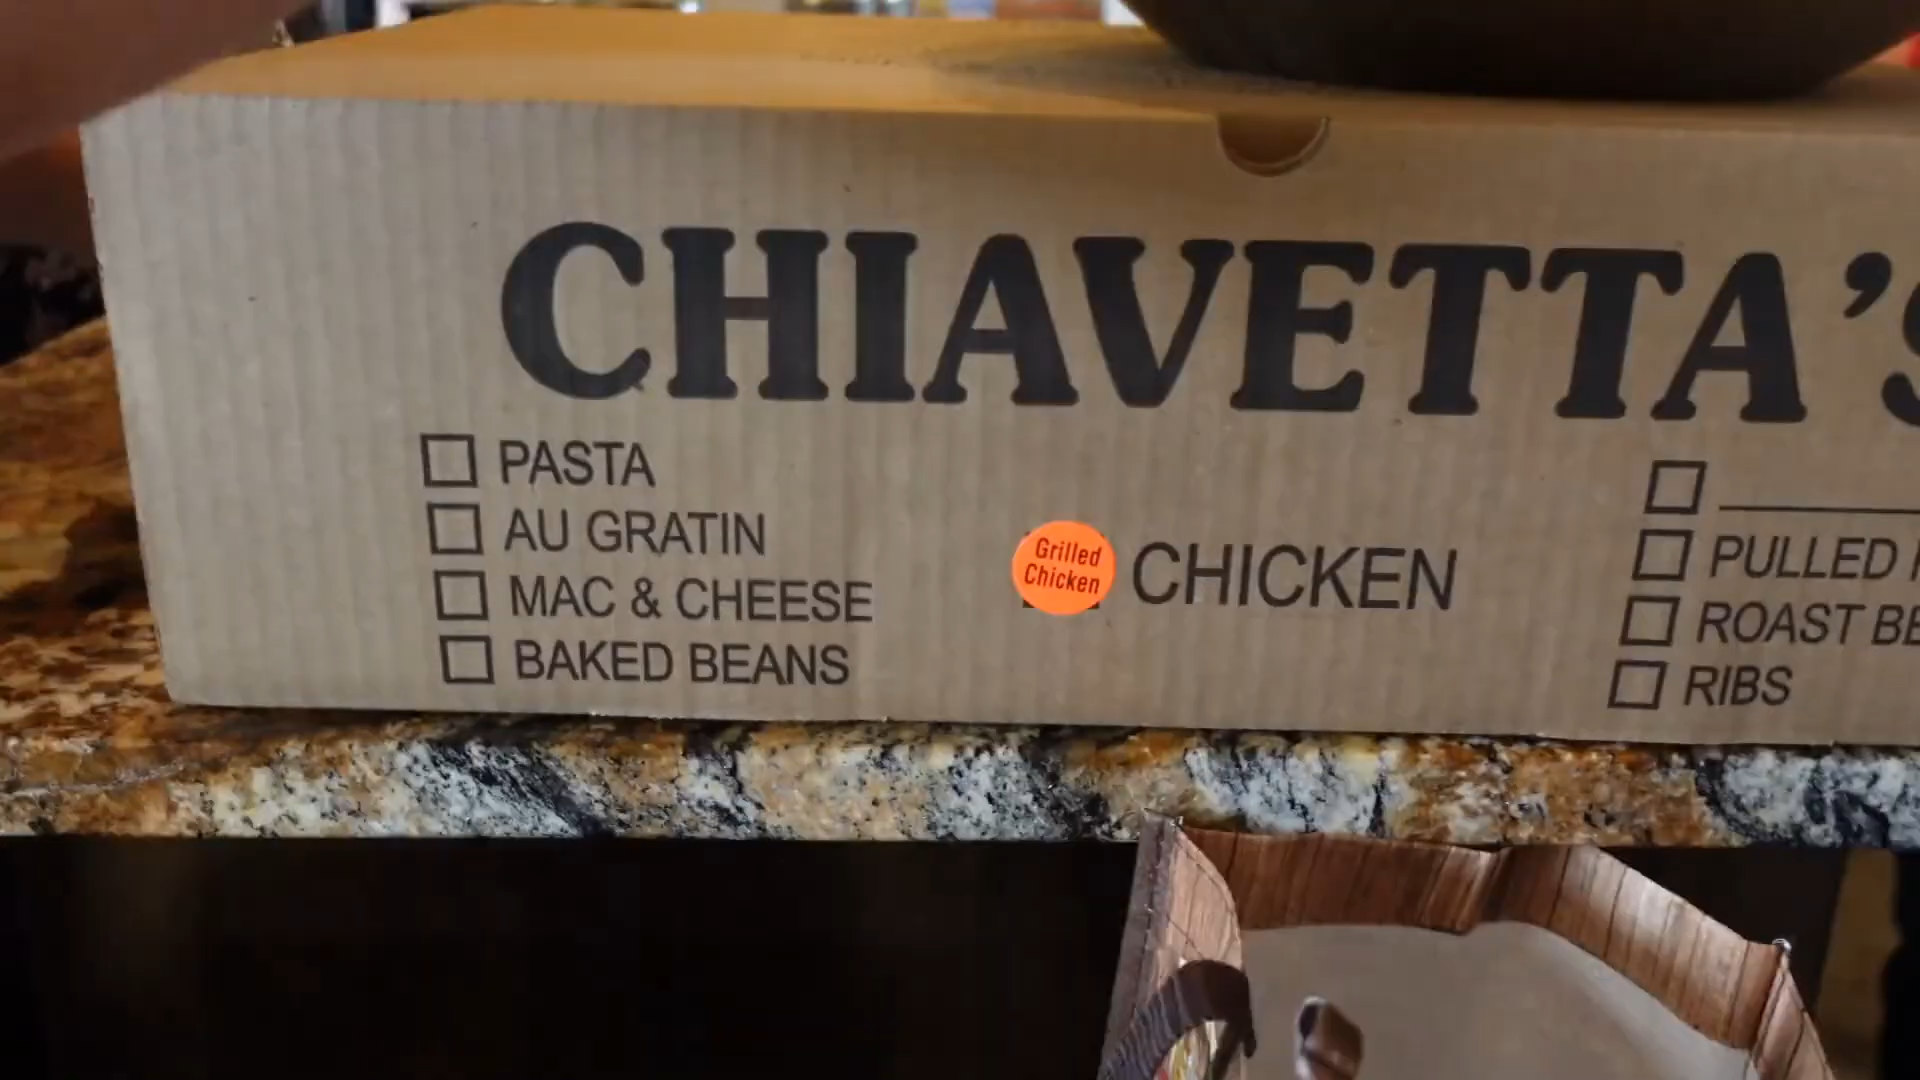 CHIAVETTA'S
PASTA
AU GRATIN
MAC & CHEESE
BAKED BEANS
Grilled
Chicken
CHICKEN
PULLED
ROAST
RIBS